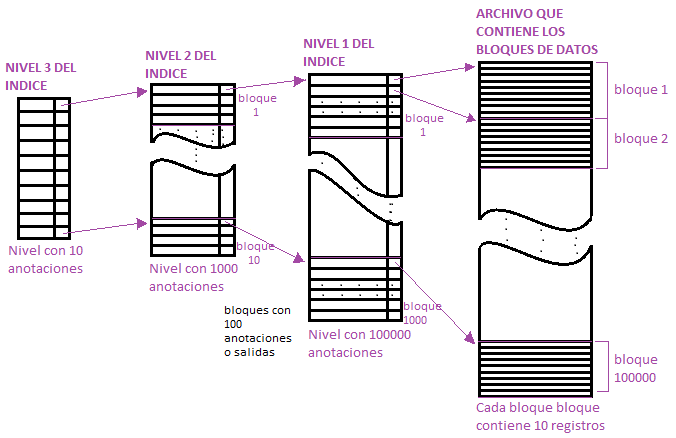 NIVEL 3 DEL
INDICE
Nivel con 10
anotaciones
NIVEL 2 DEL
INDICE
bloque
1
bloque
10
Nivel con 1000
anotaciones
bloques con
100
anotaciones
o salidas
NIVEL 1 DEL
INDICE
bloque
1
bloque
1000
Nivel con 100000
anotaciones
ARCHIVO QUE
CONTIENE LOS
BLOQUES DE DATOS
bloque 1
bloque 2
bloque
100000
Cada bloque bloque
contiene 10 registros